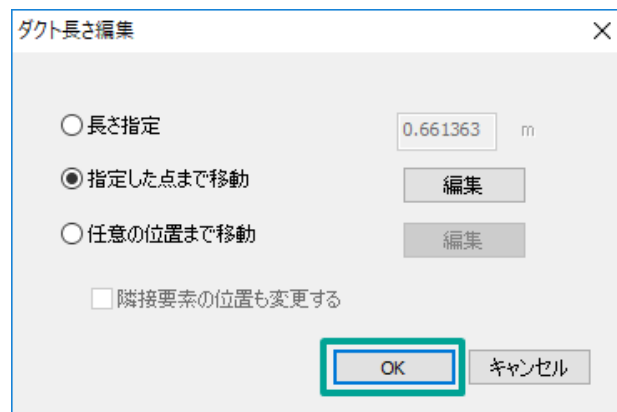 ダクト長さ編集
長さ指定 0.661363 m
指定した点まで移動 編集
任意の位置まで移動 編集
隣接要素の位置も変更する
OK キャンセル